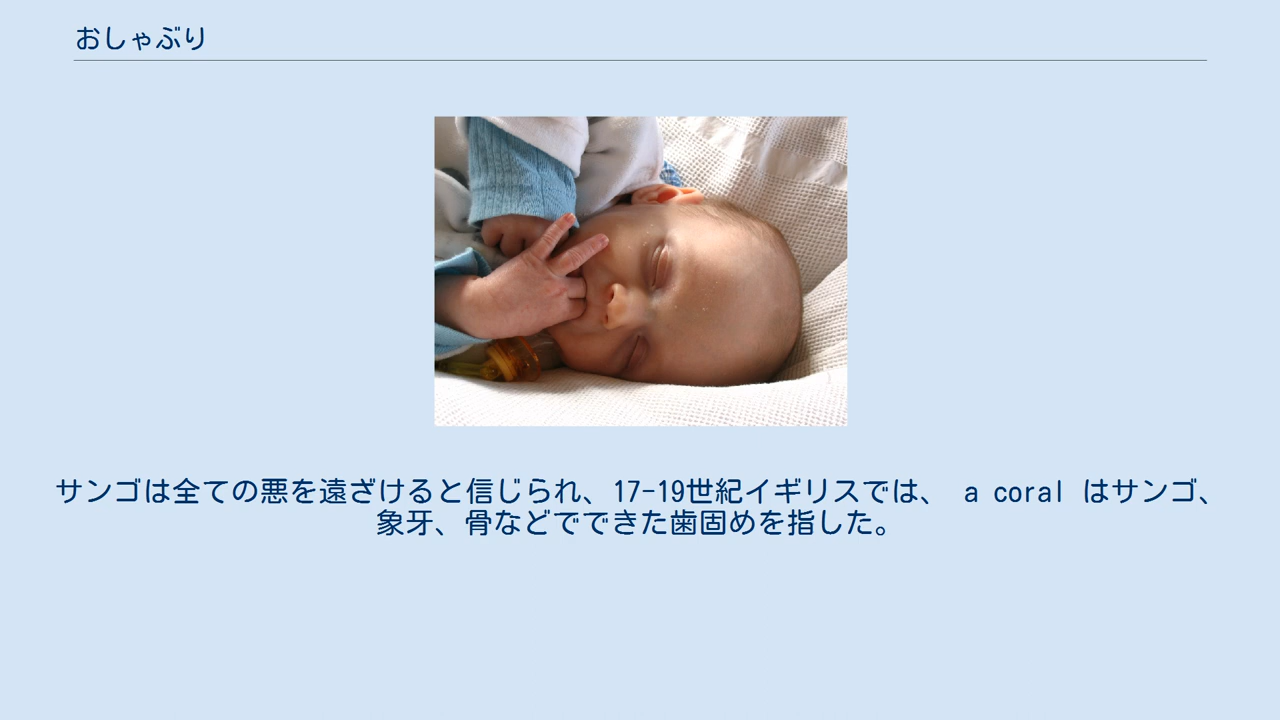 おしゃぶり
サンゴは全ての悪を遠ざけると信じられ、17-19世紀イギリスでは、 a coral はサンゴ、
象牙、骨などでできた歯固めを指した。